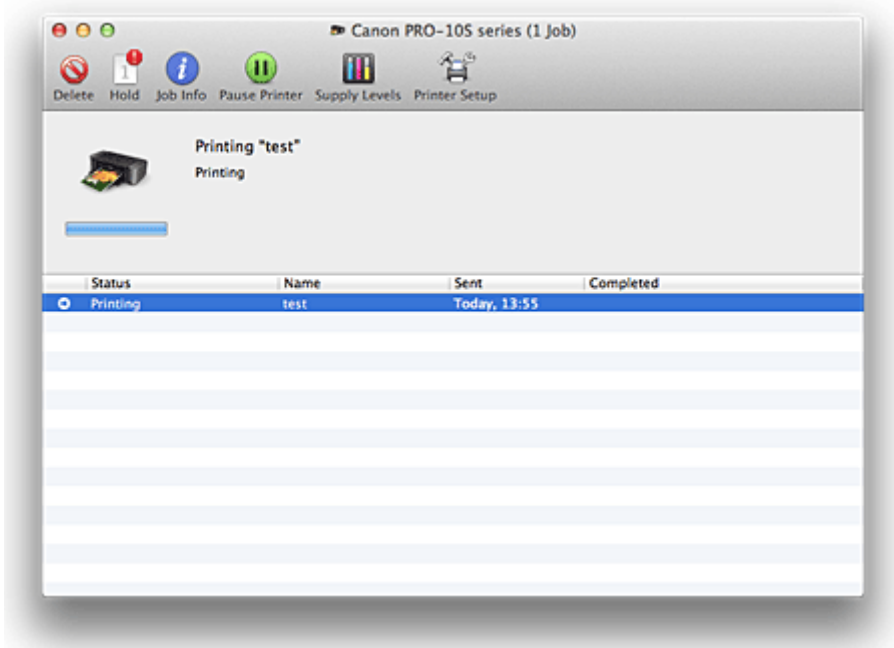 Canon PRO-10S series (1 Job)
1
Delete Hold Job Info Pause Printer Supply Levels Printer Setup
Printing "test"
Printing
Status Name Sent Completed
Printing test Today, 13:55